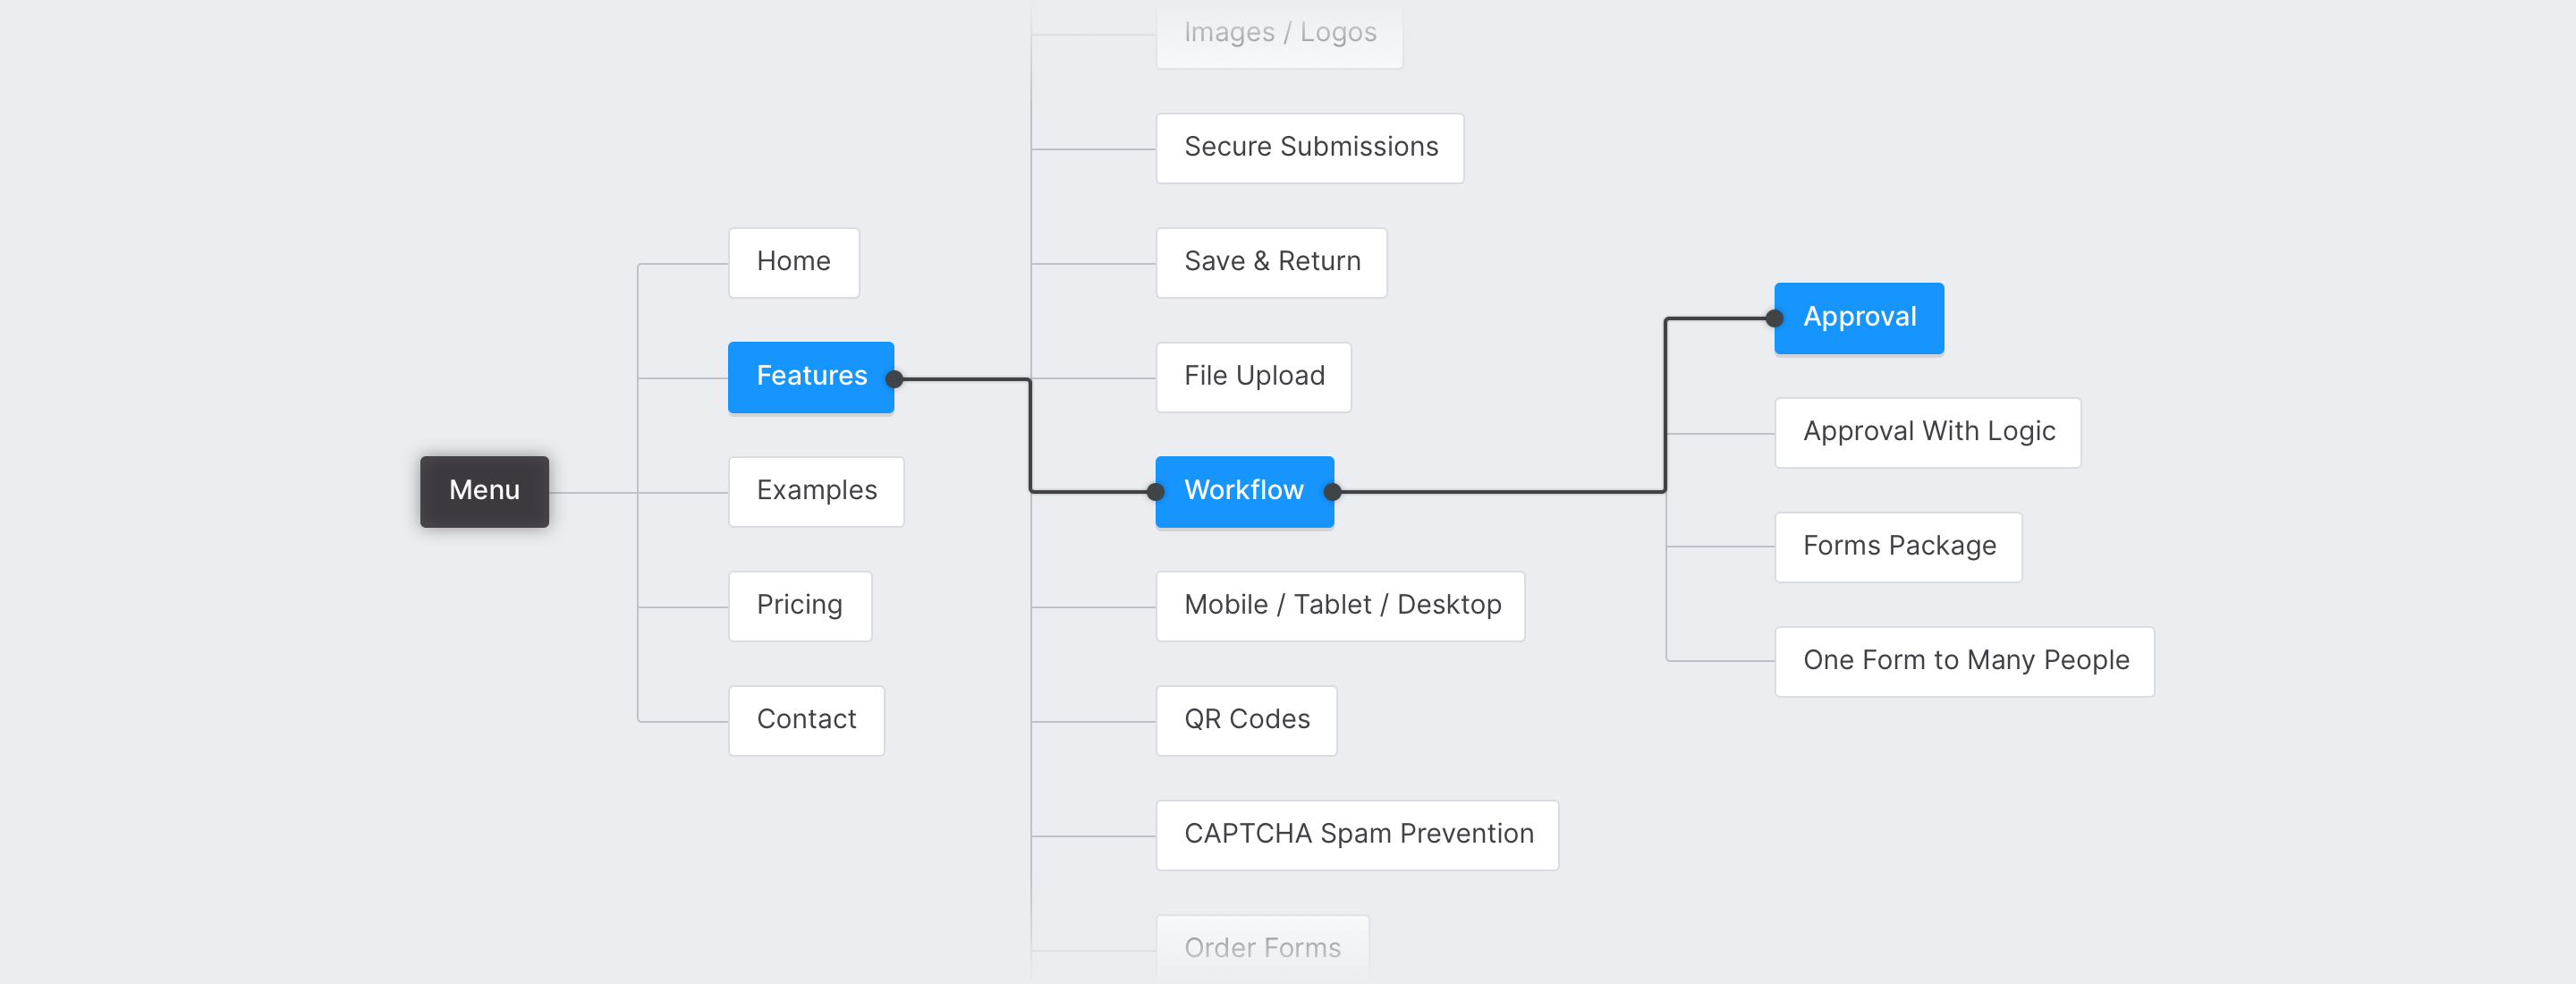 Menu
Home
Features
Examples
Pricing
Contact
Images / Logos
Secure Submissions
Save & Return
File Upload
Workflow
Mobile / Tablet / Desktop
QR Codes
CAPTCHA Spam Prevention
Order Forms
Approval
Approval With Logic
Forms Package
One Form to Many People